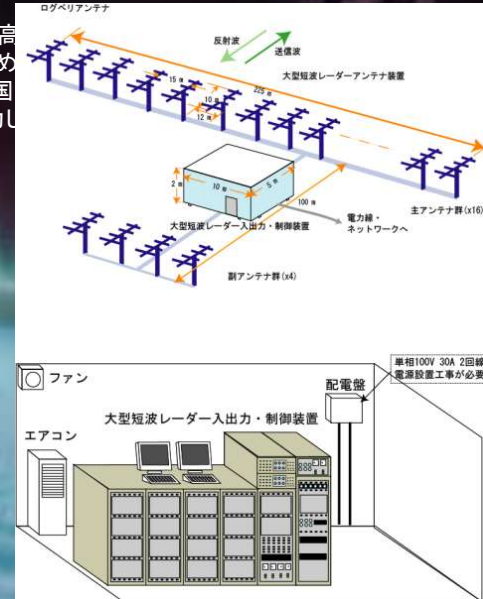 ログペリアンテナ
高
め
国
反射波
送信波
大型短波レーダーアンテナ装置
15 m
225 m
10 m
12 m
2 m
10 m
5 m
100 m
大型短波レーダー入出力・制御装置
電力線・
ネットワークへ
主アンテナ群(x16)
副アンテナ群(x4)
単相100V 30A 2回線
電源設置工事が必要
ファン
配電盤
大型短波レーダー入出力・制御装置
エアコン